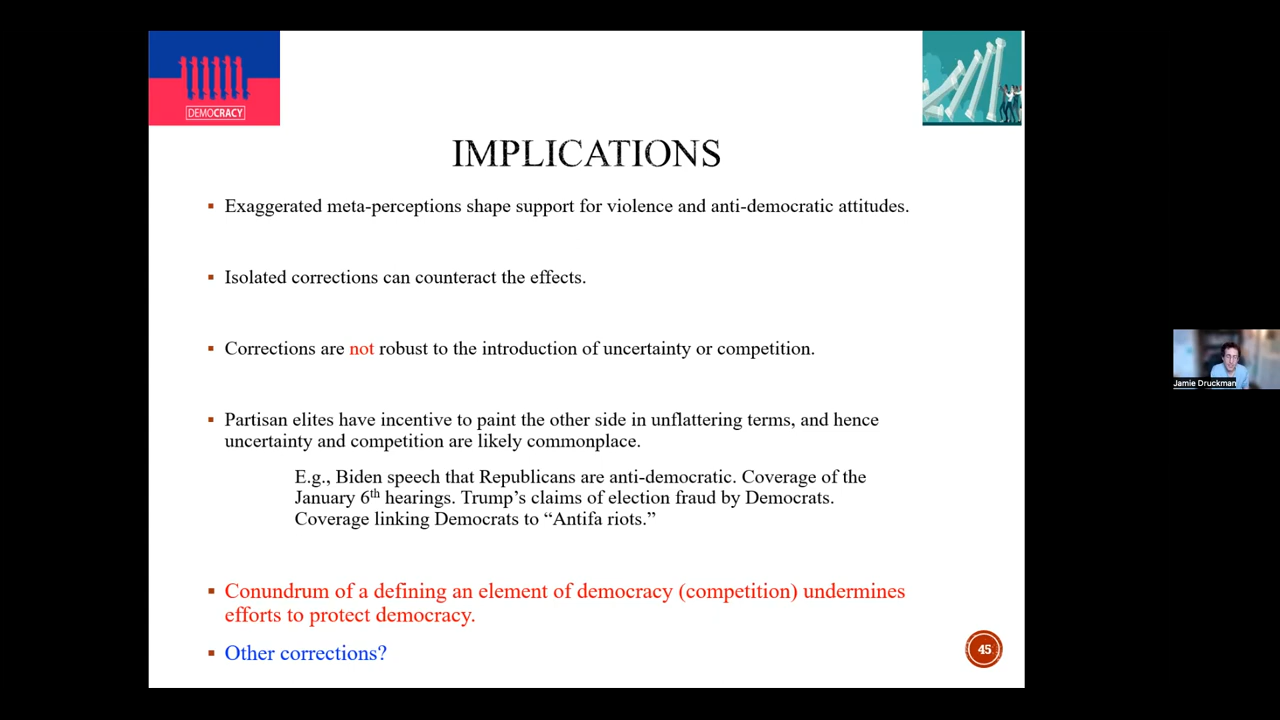 DEMOCRACY
IMPLICATIONS
▪ Exaggerated meta-perceptions shape support for violence and anti-democratic attitudes.
▪ Isolated corrections can counteract the effects.
▪ Corrections are not robust to the introduction of uncertainty or competition.
▪ Partisan elites have incentive to paint the other side in unflattering terms, and hence
uncertainty and competition are likely commonplace.
E.g., Biden speech that Republicans are anti-democratic. Coverage of the
January 6th hearings. Trump’s claims of election fraud by Democrats.
Coverage linking Democrats to “Antifa riots.”
▪ Conundrum of a defining an element of democracy (competition) undermines
efforts to protect democracy.
▪ Other corrections?
45
Jamie Druckman